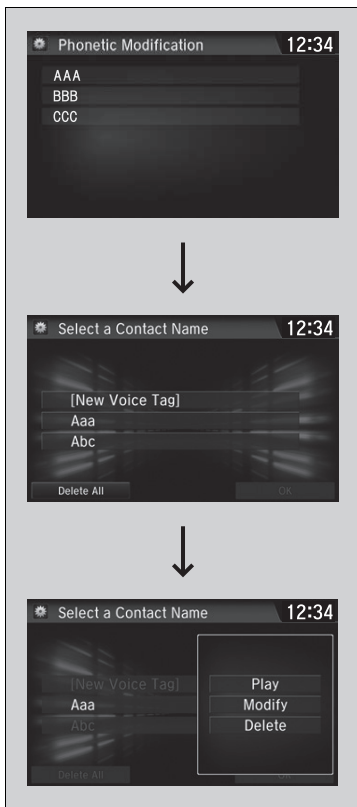 Phonetic Modification 12:34
AAA
BBB
CCC
Select a Contact Name 12:34
[New Voice Tag]
Aaa
Abc
Delete All OK
Select a Contact Name 12:34
[New Voice Tag] Play
Aaa Modify
Abc Delete
Delete All OK